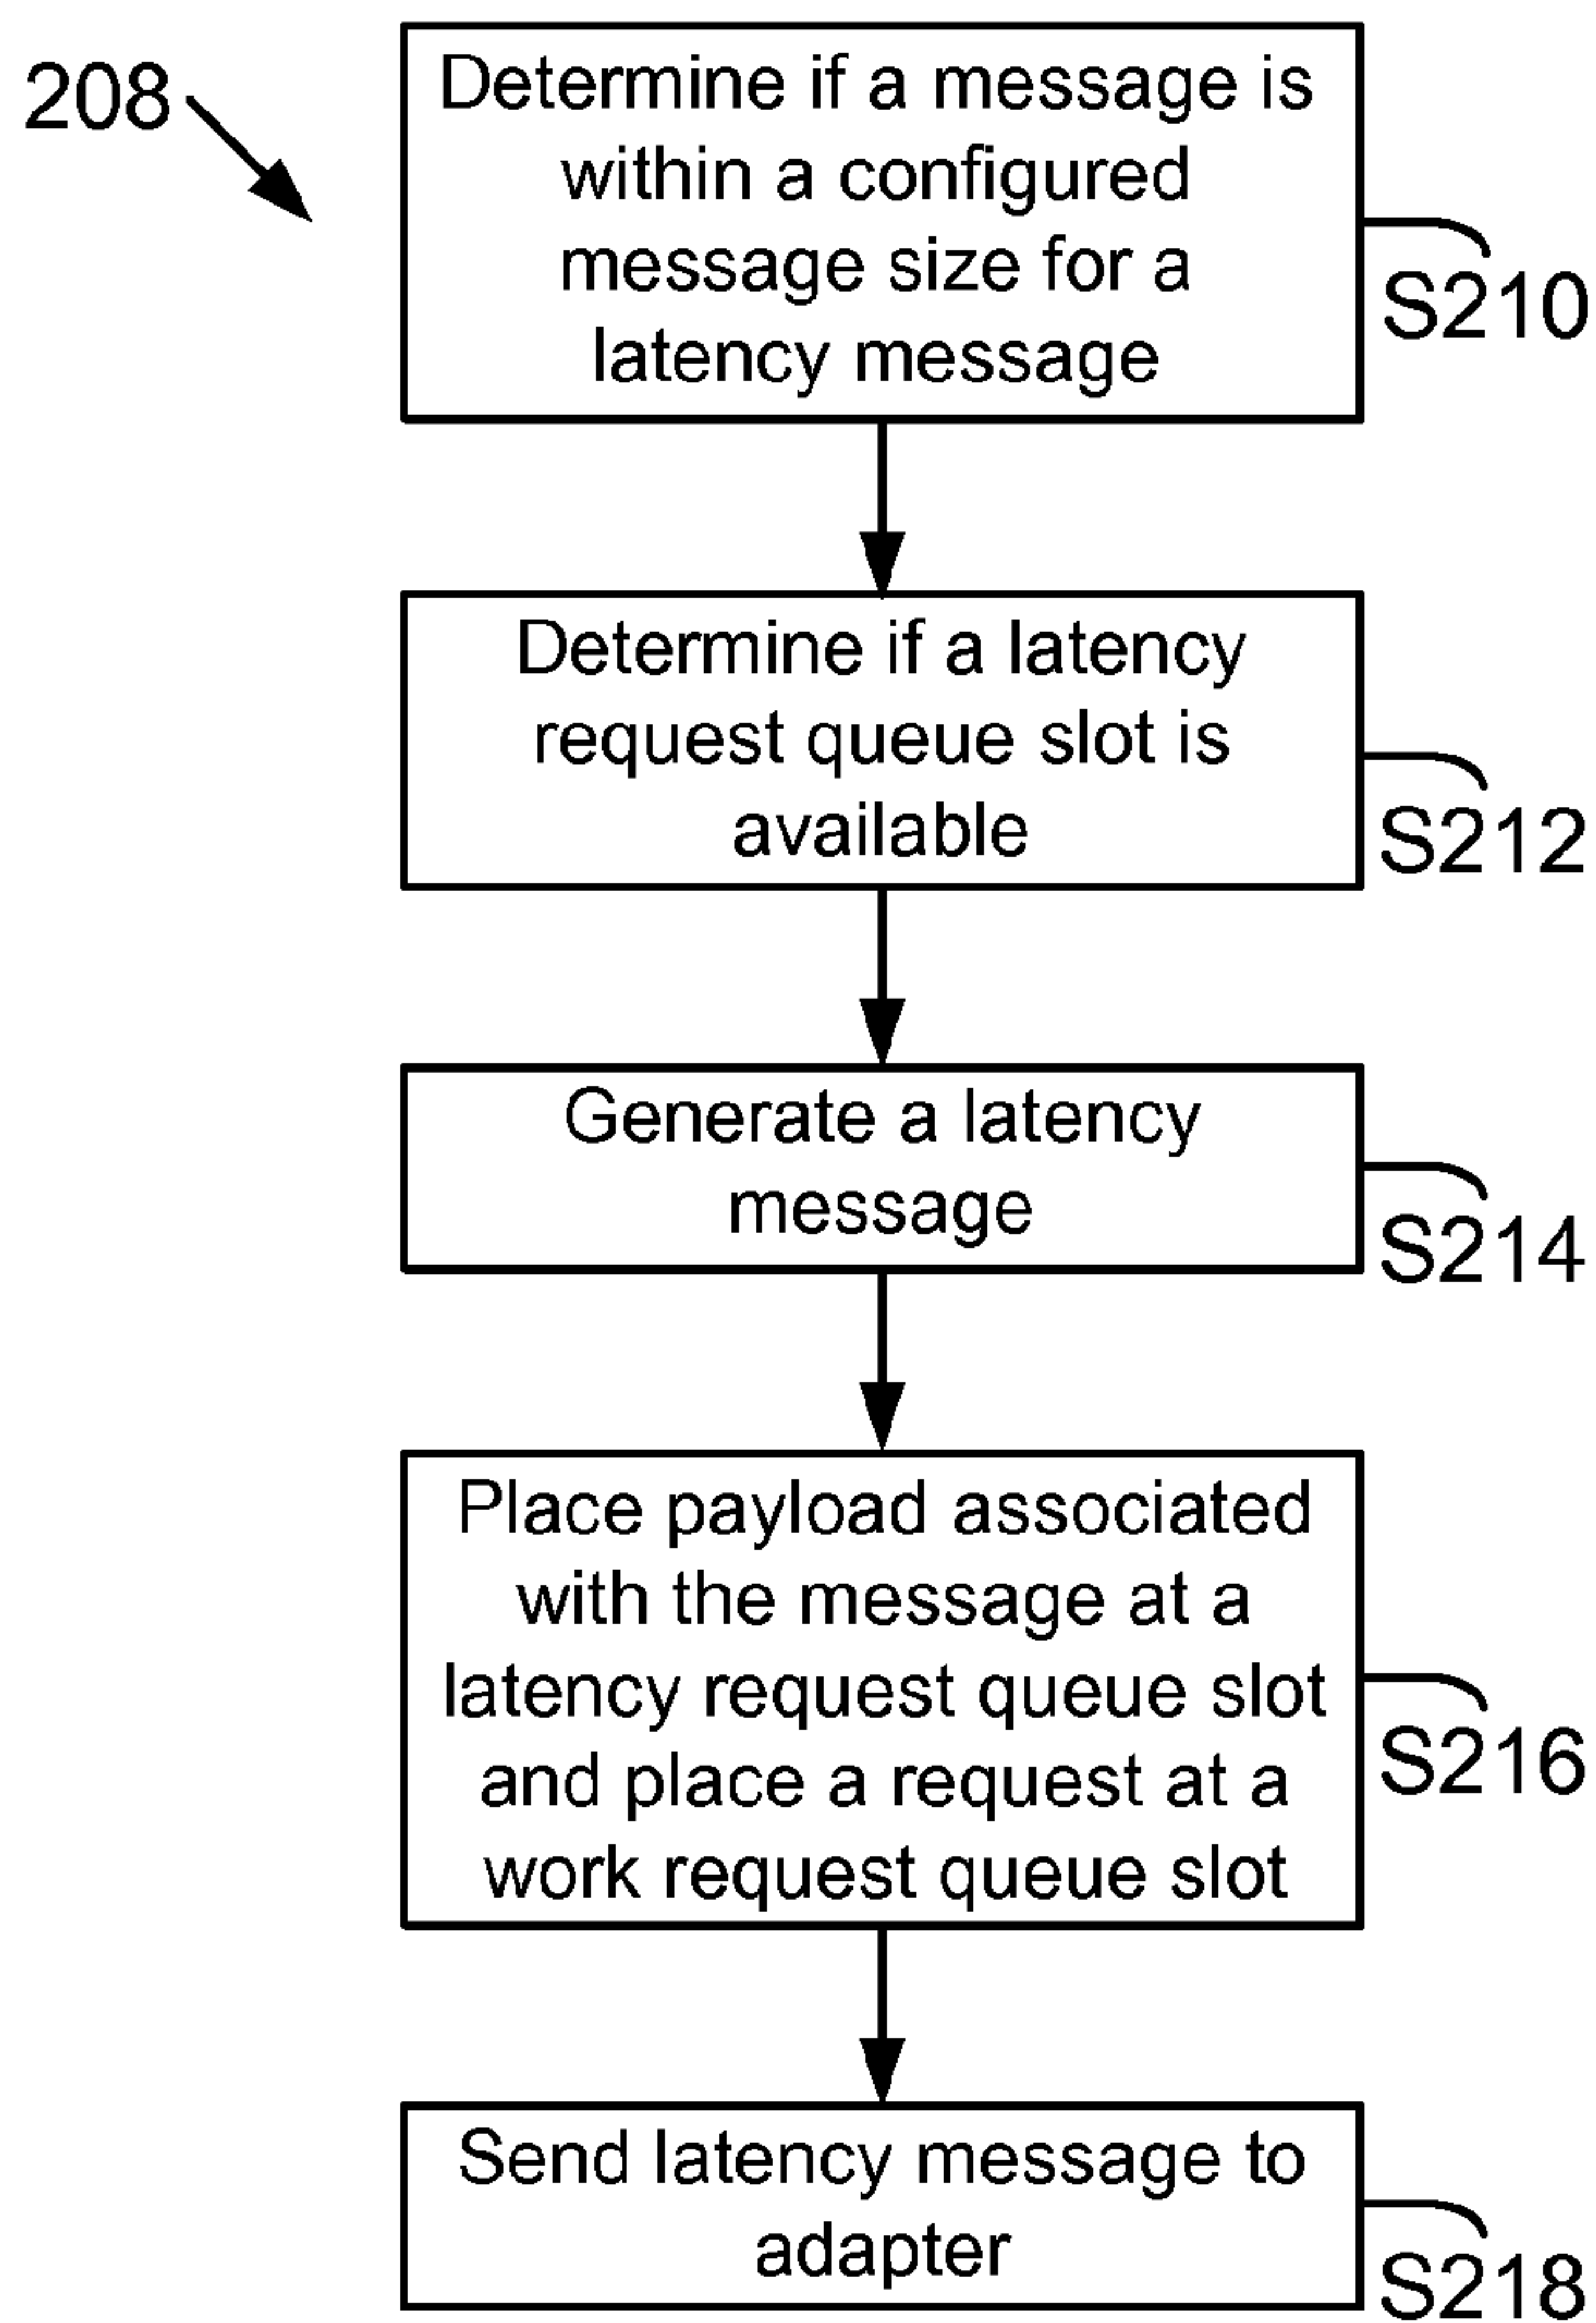 208
Determine if a message is
within a configured
message size for a
latency message
S210
Determine if a latency
request queue slot is
available
S212
Generate a latency
message
S214
Place payload associated
with the message at a
latency request queue slot
and place a request at a
work request queue slot
S216
Send latency message to
adapter
S218